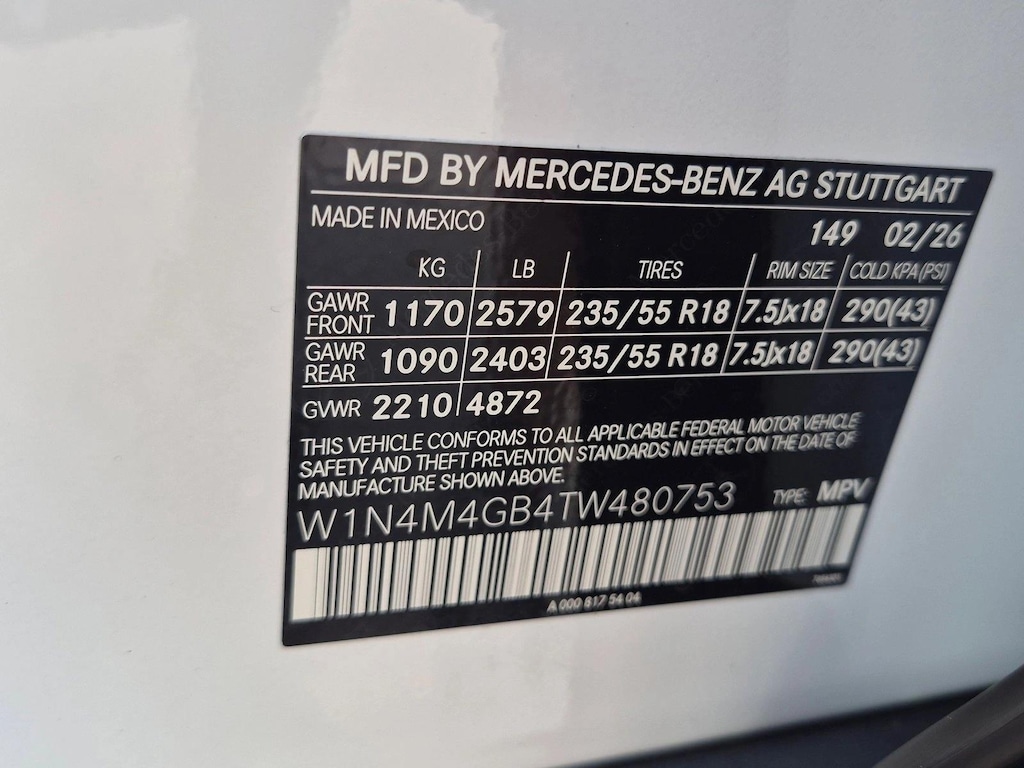 MFD BY MERCEDES-BENZ AG STUTTGART
MADE IN MEXICO 149 02/26
KG LB TIRES RIM SIZE COLD KPA(PSI)
GAWR FRONT 1170 2579 235/55 R18 7.5Jx18 290(43)
GAWR REAR 1090 2403 235/55 R18 7.5Jx18 290(43)
GVWR 2210 4872
THIS VEHICLE CONFORMS TO ALL APPLICABLE FEDERAL MOTOR VEHICLE
SAFETY AND THEFT PREVENTION STANDARDS IN EFFECT ON THE DATE OF
MANUFACTURE SHOWN ABOVE.
W1N4M4GB4TW480753 TYPE: MPV
A 000 817 54 04